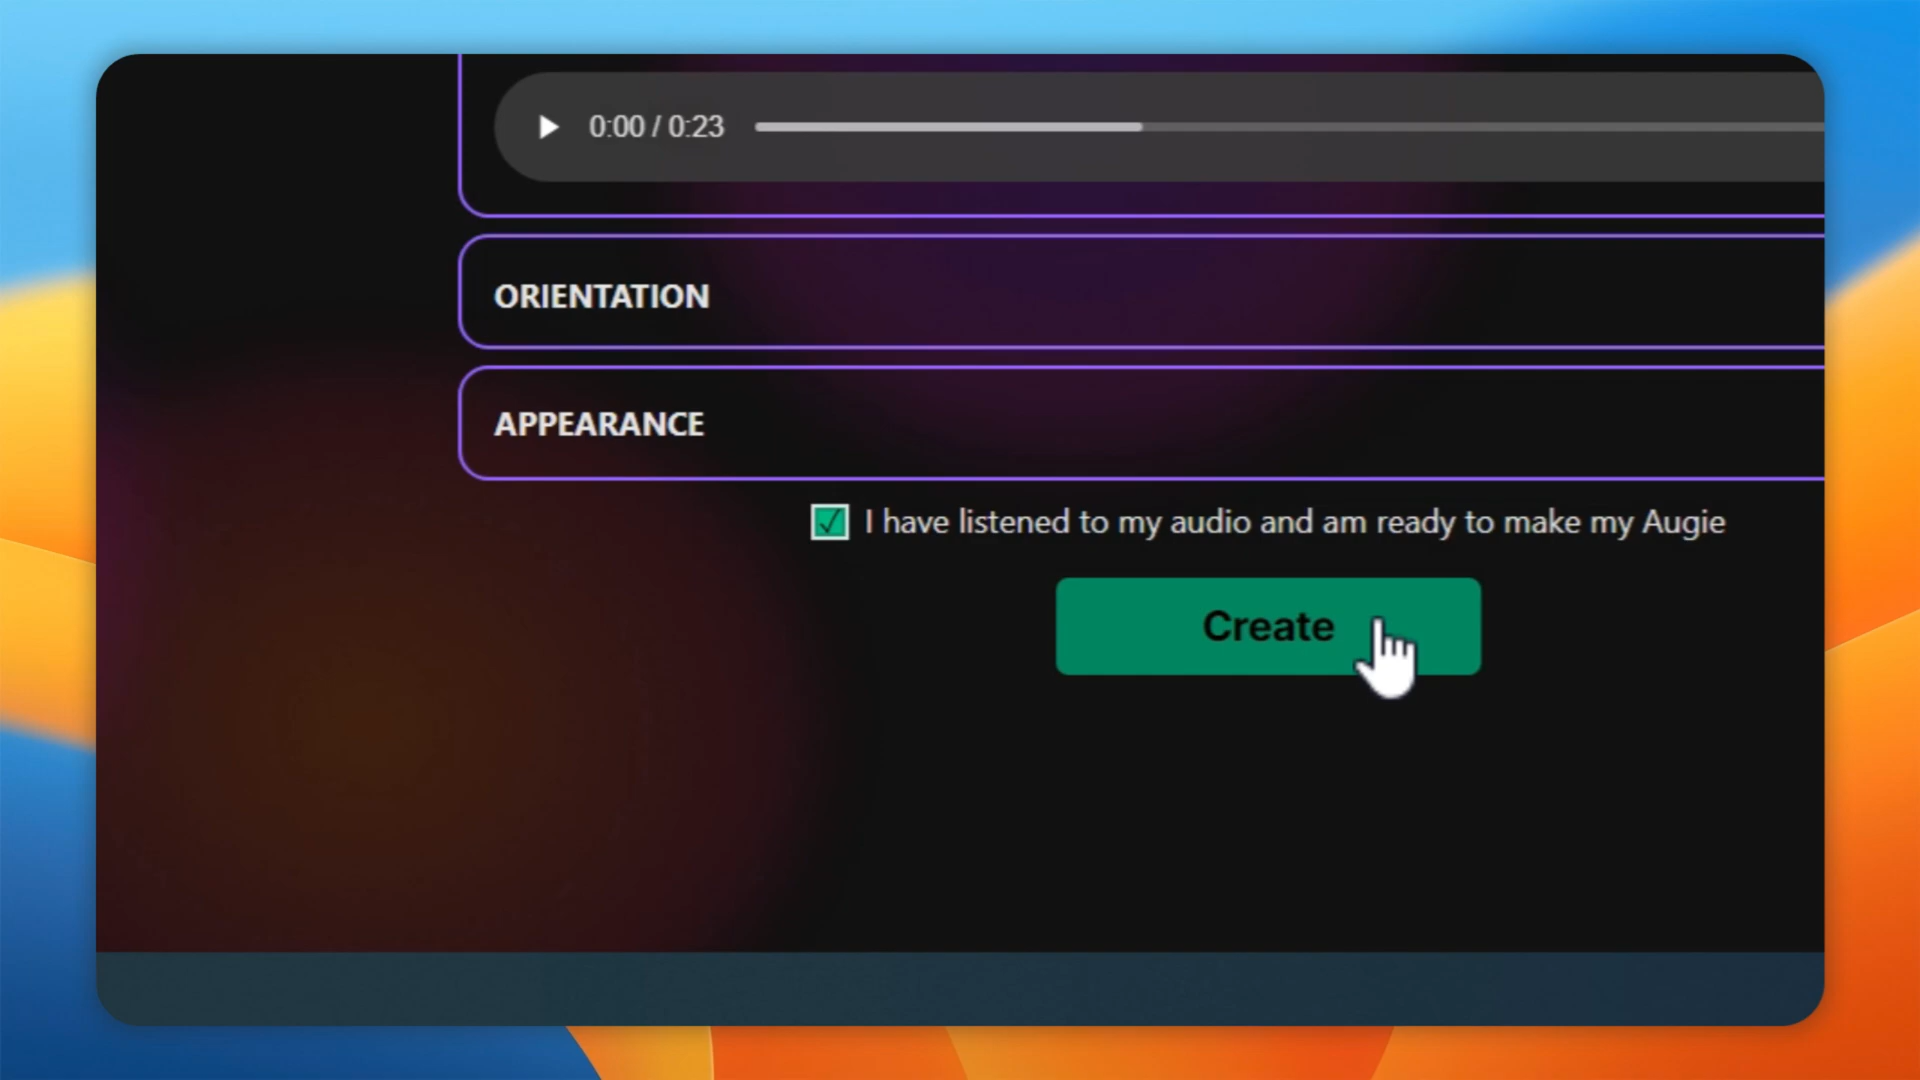 0:00 / 0:23
ORIENTATION
APPEARANCE
I have listened to my audio and am ready to make my Augie
Create